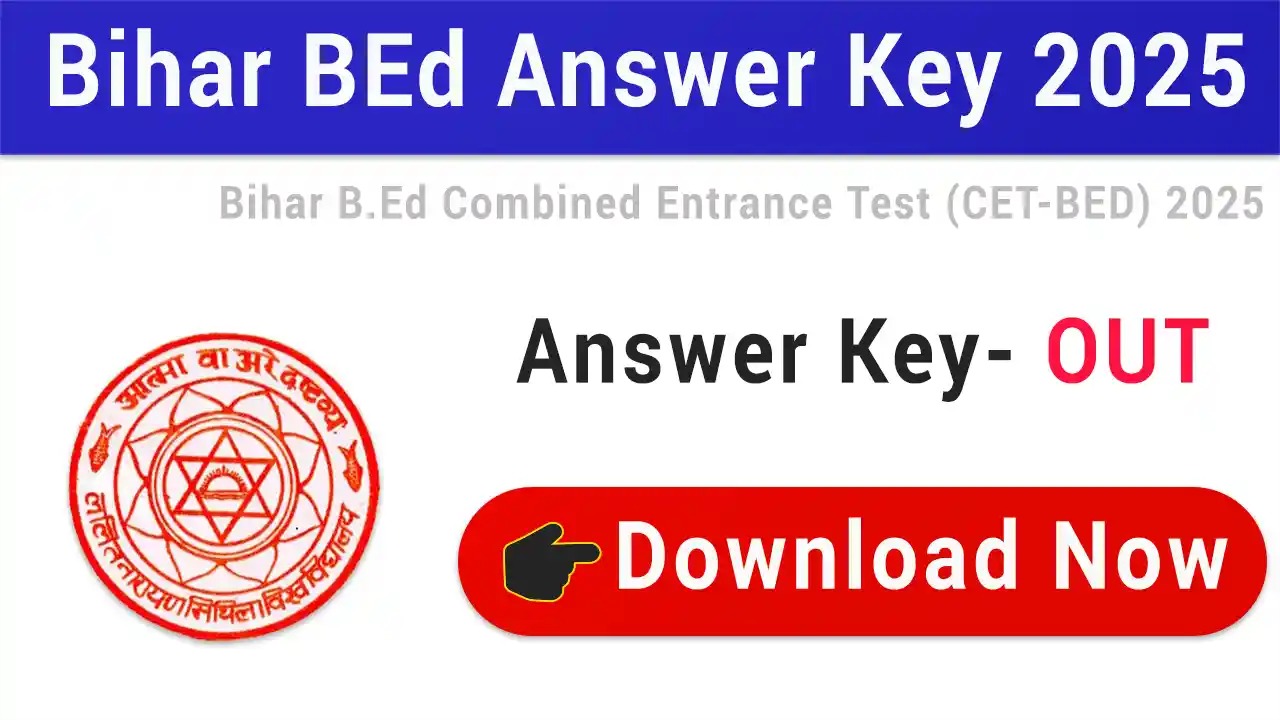 Bihar BEd Answer Key 2025
Bihar B.Ed Combined Entrance Test (CET-BED) 2025
Answer Key- OUT
Download Now
आत्मा वा अरे द्रष्टव्यः
ललितनारायणमिथिलाविश्वविद्यालय